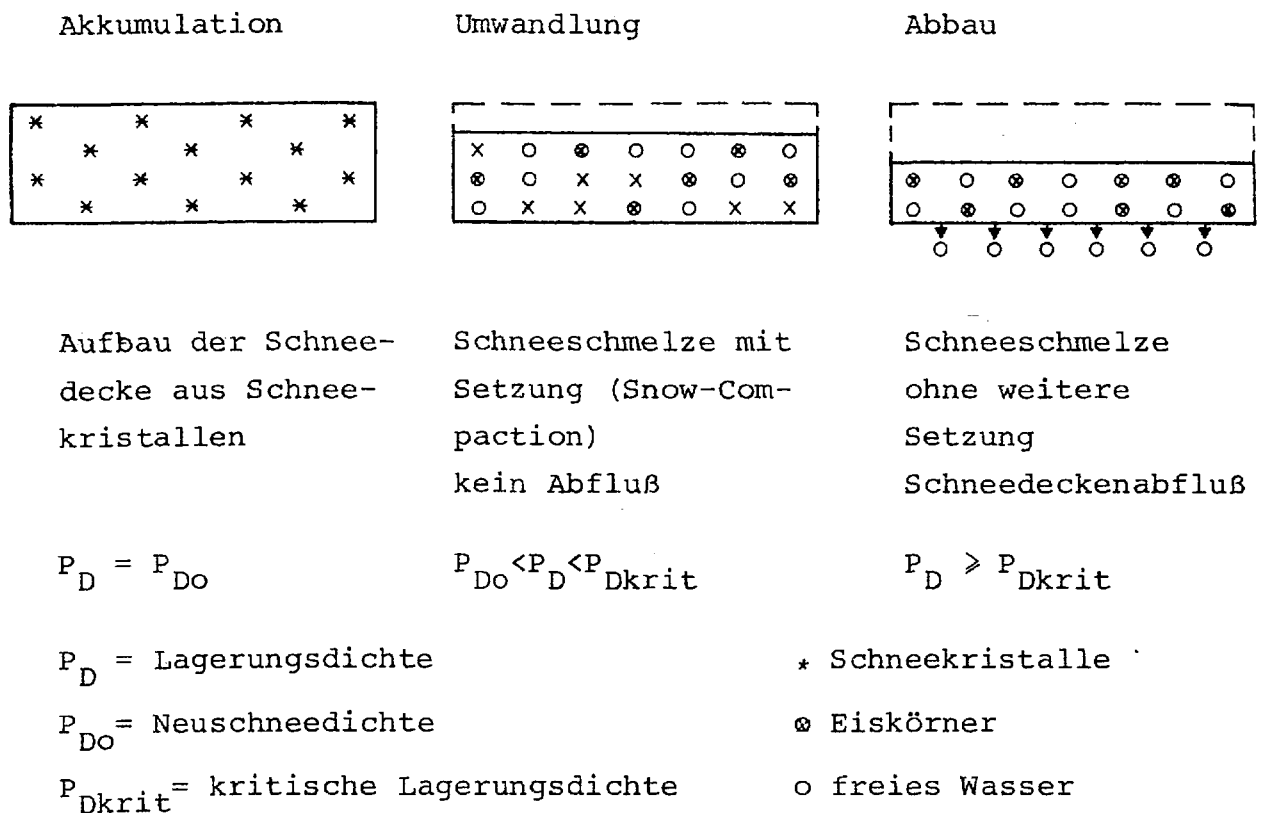 Akkumulation Umwandlung Abbau
Aufbau der Schnee-
decke aus Schnee-
kristallen
Schneeschmelze mit
Setzung (Snow-Com-
paction)
kein Abfluß
Schneeschmelze
ohne weitere
Setzung
Schneedeckenabfluß
P_D = P_Do
P_Do<P_D<P_Dkrit
P_D ⩾ P_Dkrit
P_D = Lagerungsdichte
P_Do= Neuschneedichte
P_Dkrit= kritische Lagerungsdichte
* Schneekristalle
⊗ Eiskörner
o freies Wasser